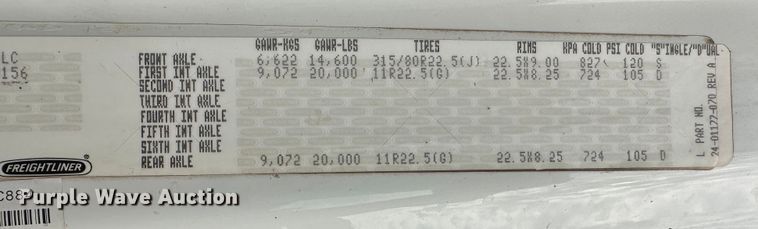 GAWR-KGS GAWR-LBS TIRES RIMS KPA COLD PSI COLD "S"INGLE/"D"UAL
LC
156
FRONT AXLE 6,622 14,600 315/80R22.5(J) 22.5X9.00 827 120 S
FIRST INT AXLE 9,072 20,000 11R22.5(G) 22.5X8.25 724 105 D
SECOND INT AXLE
THIRD INT AXLE
FOURTH INT AXLE
FIFTH INT AXLE
SIXTH INT AXLE
REAR AXLE 9,072 20,000 11R22.5(G) 22.5X8.25 724 105 D
L PART NO.
24-01177-070 REV A
FREIGHTLINER®
Purple Wave Auction